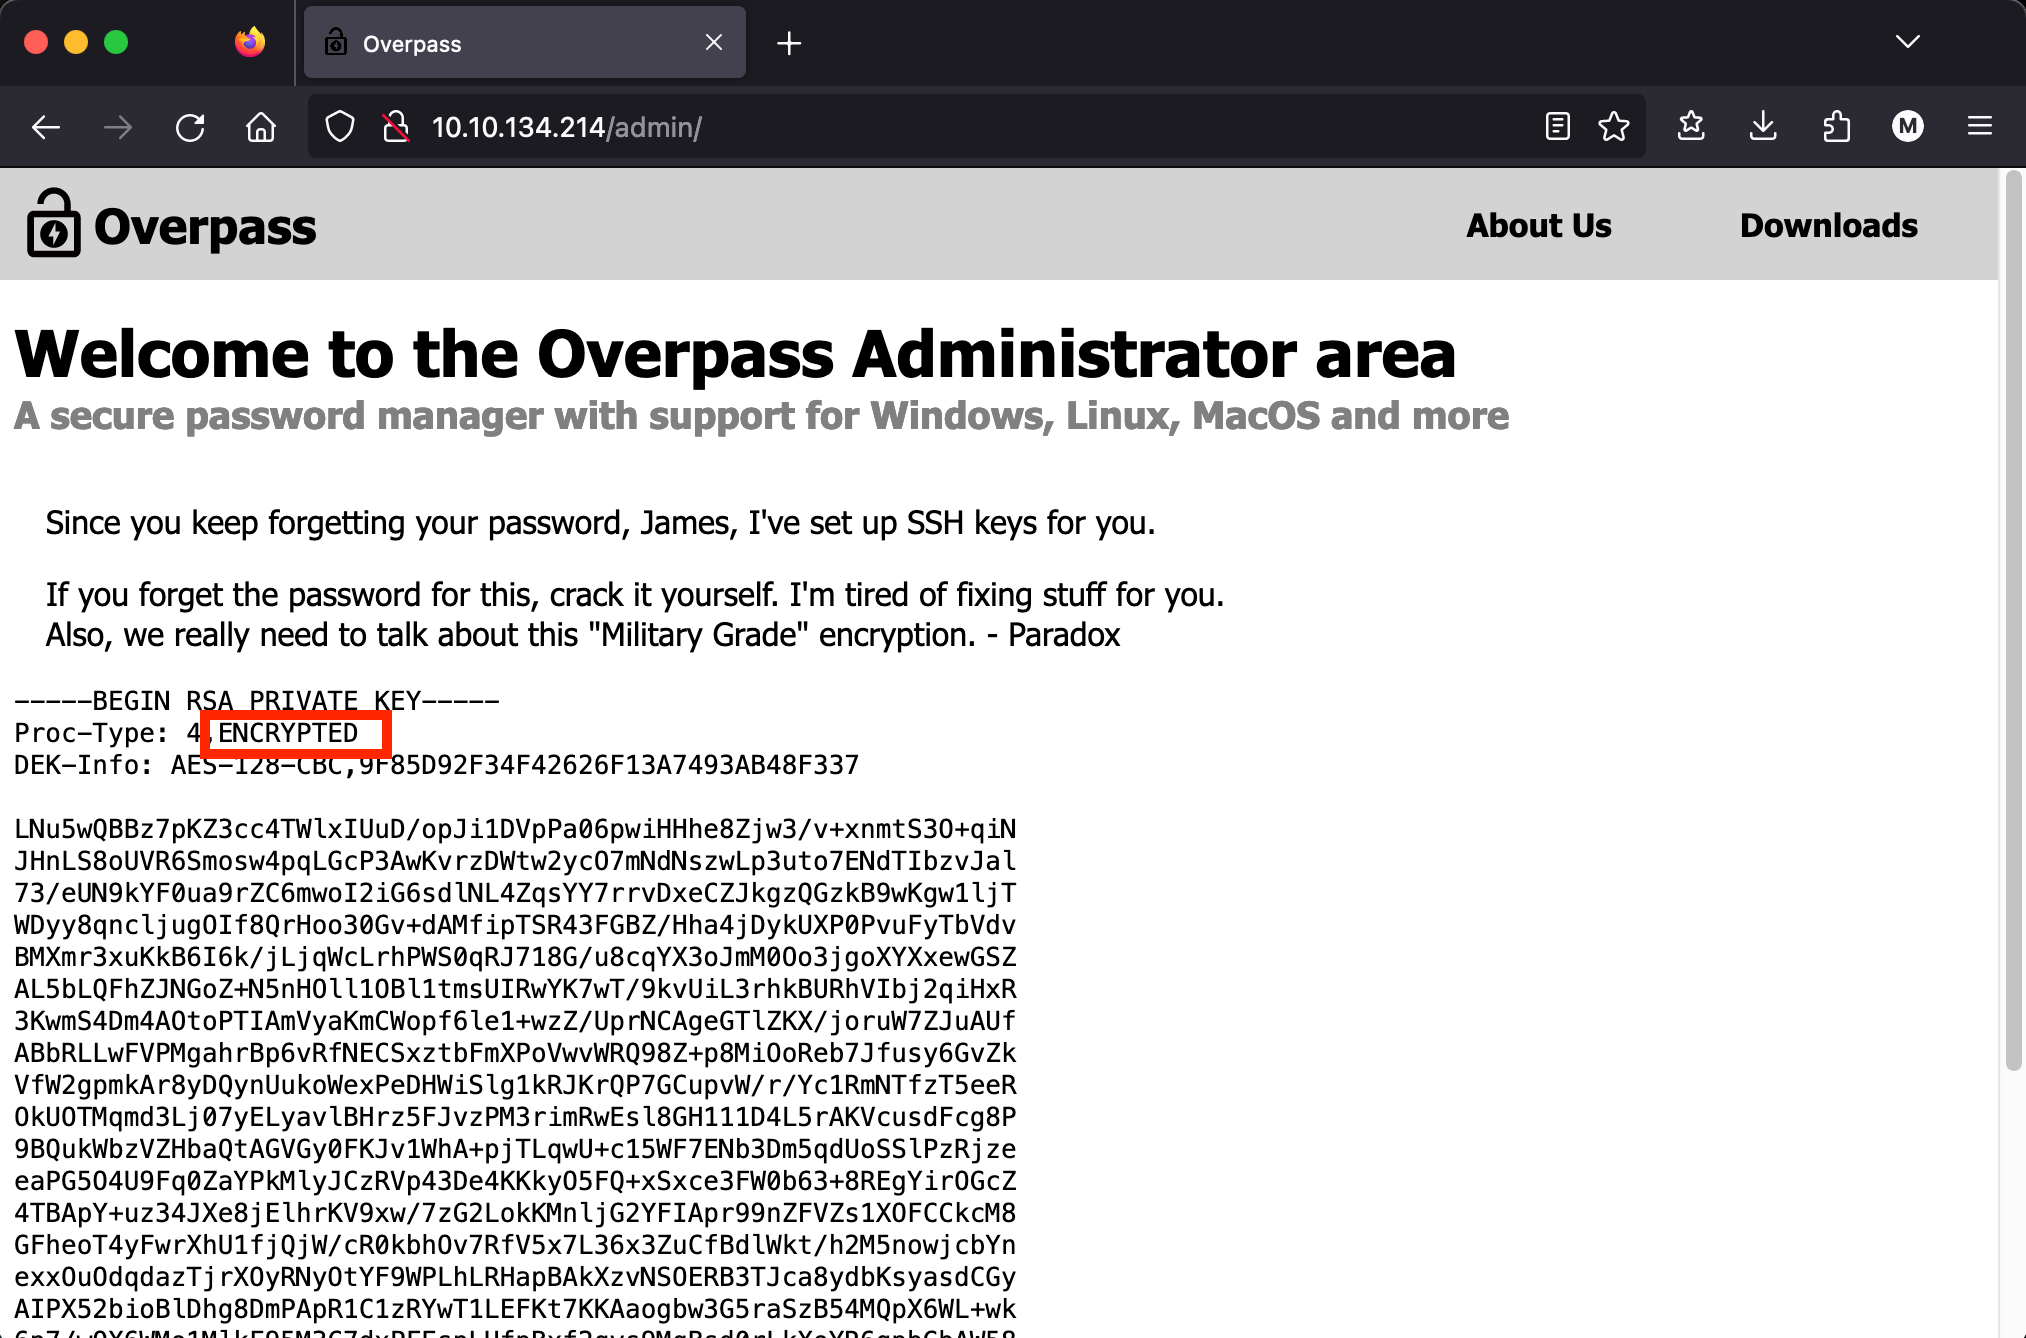 Overpass
10.10.134.214/admin/
M
Overpass
About Us
Downloads
Welcome to the Overpass Administrator area
A secure password manager with support for Windows, Linux, MacOS and more
Since you keep forgetting your password, James, I've set up SSH keys for you.
If you forget the password for this, crack it yourself. I'm tired of fixing stuff for you.
Also, we really need to talk about this "Military Grade" encryption. - Paradox
-----BEGIN RSA PRIVATE KEY-----
Proc-Type: 4,ENCRYPTED
DEK-Info: AES-128-CBC,9F85D92F34F42626F13A7493AB48F337
LNu5wQBBz7pKZ3cc4TWlxIUuD/opJi1DVpPa06pwiHHhe8Zjw3/v+xnmtS3O+qiN
JHnLS8oUVR6Smosw4pqLGcP3AwKvrzDWtw2ycO7mNdNszwLp3uto7ENdTIbzvJal
73/eUN9kYF0ua9rZC6mwoI2iG6sdlNL4ZqsYY7rrvDxeCZJkgzQGzkB9wKgw1ljT
WDyy8qncljugOIf8QrHoo30Gv+dAMfipTSR43FGBZ/Hha4jDykUXP0PvuFyTbVdv
BMXmr3xuKkB6I6k/jLjqWcLrhPWS0qRJ718G/u8cqYX3oJmM0Oo3jgoXYXxewGSZ
AL5bLQFhZJNGoZ+N5nHOll1OBl1tmsUIRwYK7wT/9kvUiL3rhkBURhVIbj2qiHxR
3KwmS4Dm4AOtoPTIAmVyaKmCWopf6le1+wzZ/UprNCAgeGTlZKX/joruW7ZJuAUf
ABbRLLwFVPMgahrBp6vRfNECSxztbFmXPoVwvWRQ98Z+p8MiOoReb7Jfusy6GvZk
VfW2gpmkAr8yDQynUukoWexPeDHWiSlg1kRJKrQP7GCupvW/r/Yc1RmNTfzT5eeR
OkUOTMqmd3Lj07yELyavlBHrz5FJvzPM3rimRwEsl8GH111D4L5rAKVcusdFcg8P
9BQukWbzVZHbaQtAGVGy0FKJv1WhA+pjTLqwU+c15WF7ENb3Dm5qdUoSSlPzRjze
eaPG5O4U9Fq0ZaYPkMlyJCzRVp43De4KKkyO5FQ+xSxce3FW0b63+8REgYirOGcZ
4TBApY+uz34JXe8jElhrKV9xw/7zG2LokKMnljG2YFIApr99nZFVZs1XOFCCkcM8
GFheoT4yFwrXhU1fjQjW/cR0kbhOv7RfV5x7L36x3ZuCfBdlWkt/h2M5nowjcbYn
exxOuOdqdazTjrXOyRNyOtYF9WPLhLRHapBAkXzvNSOERB3TJca8ydbKsyasdCGy
AIPX52bioBlDhg8DmPApR1C1zRYwT1LEFKt7KKAaogbw3G5raSzB54MQpX6WL+wk